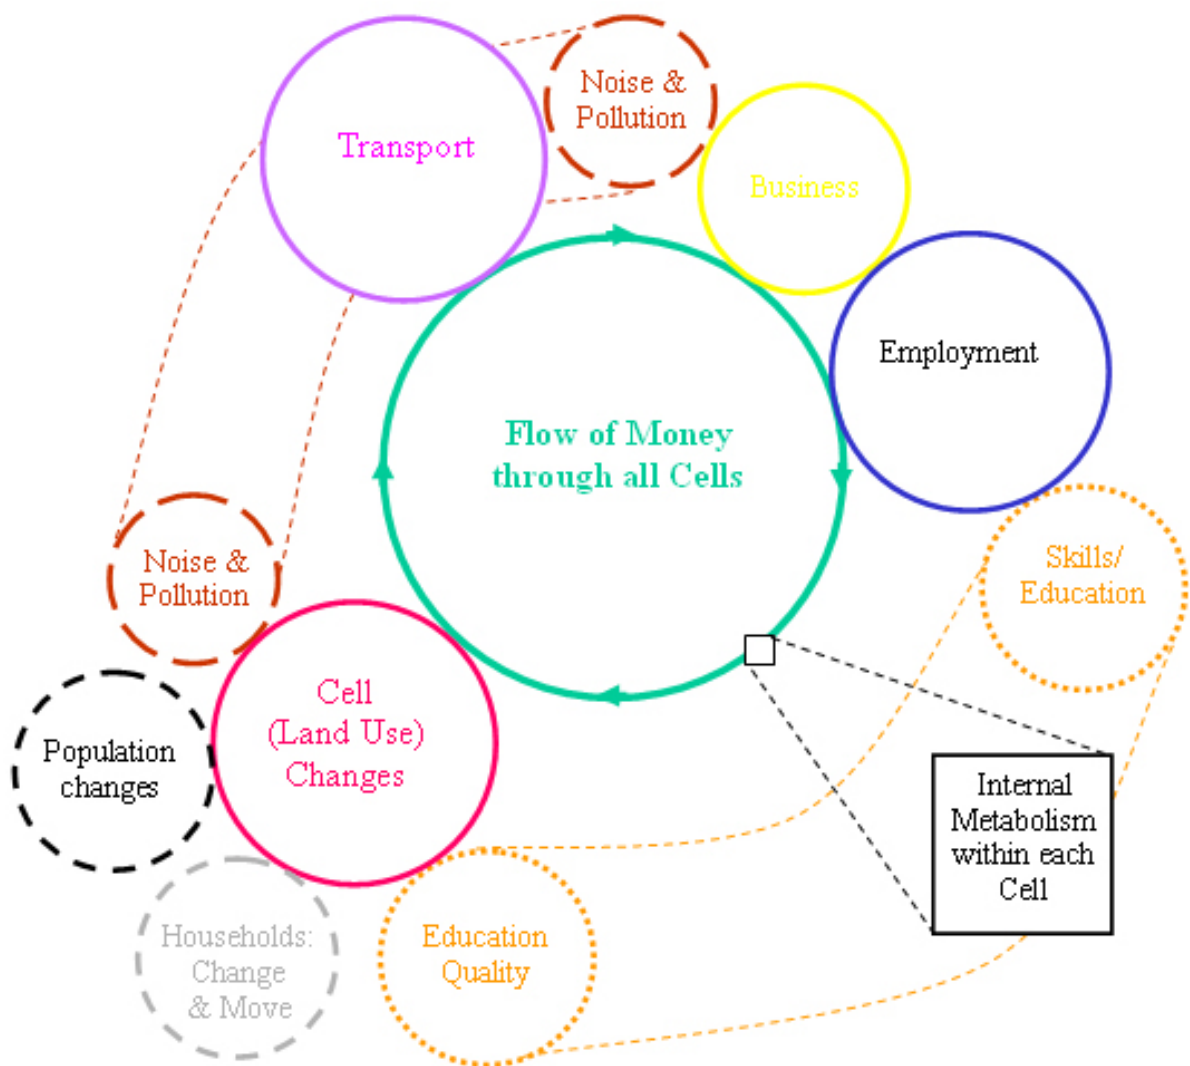 Noise &
Pollution
Transport
Business
Employment
Flow of Money
through all Cells
Noise &
Pollution
Skills/
Education
Cell
(Land Use)
Changes
Population
changes
Internal
Metabolism
within each
Cell
Households:
Change
& Move
Education
Quality